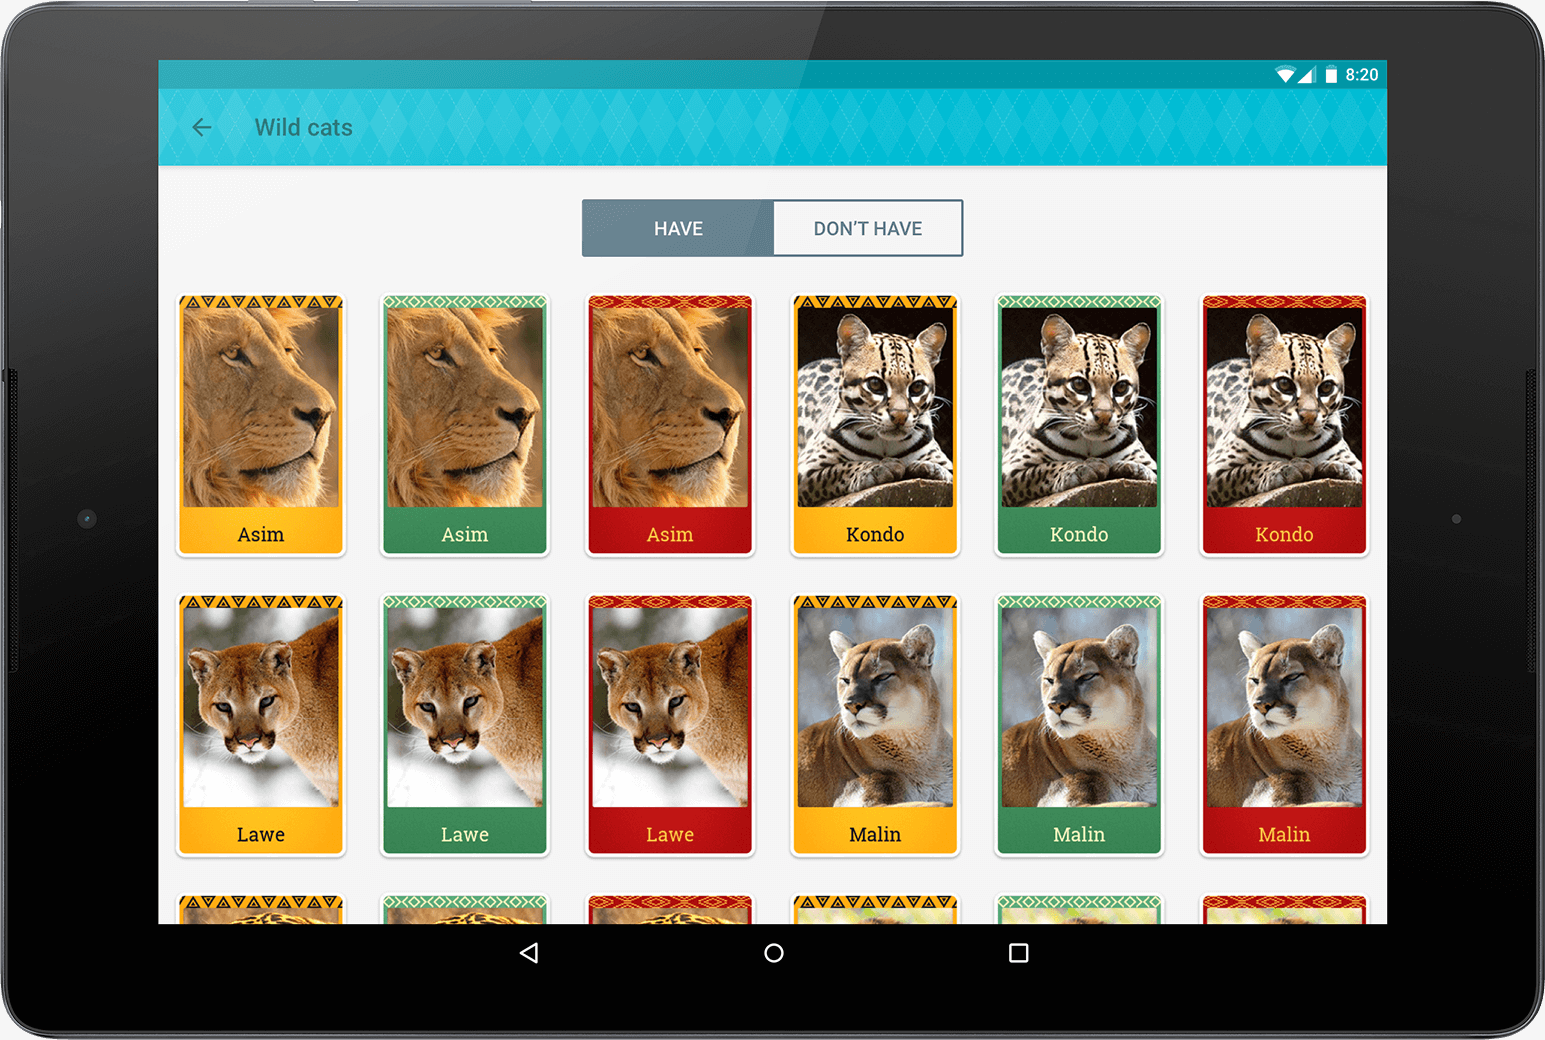 8:20
Wild cats
HAVE
DON'T HAVE
Asim
Asim
Asim
Kondo
Kondo
Kondo
Lawe
Lawe
Lawe
Malin
Malin
Malin